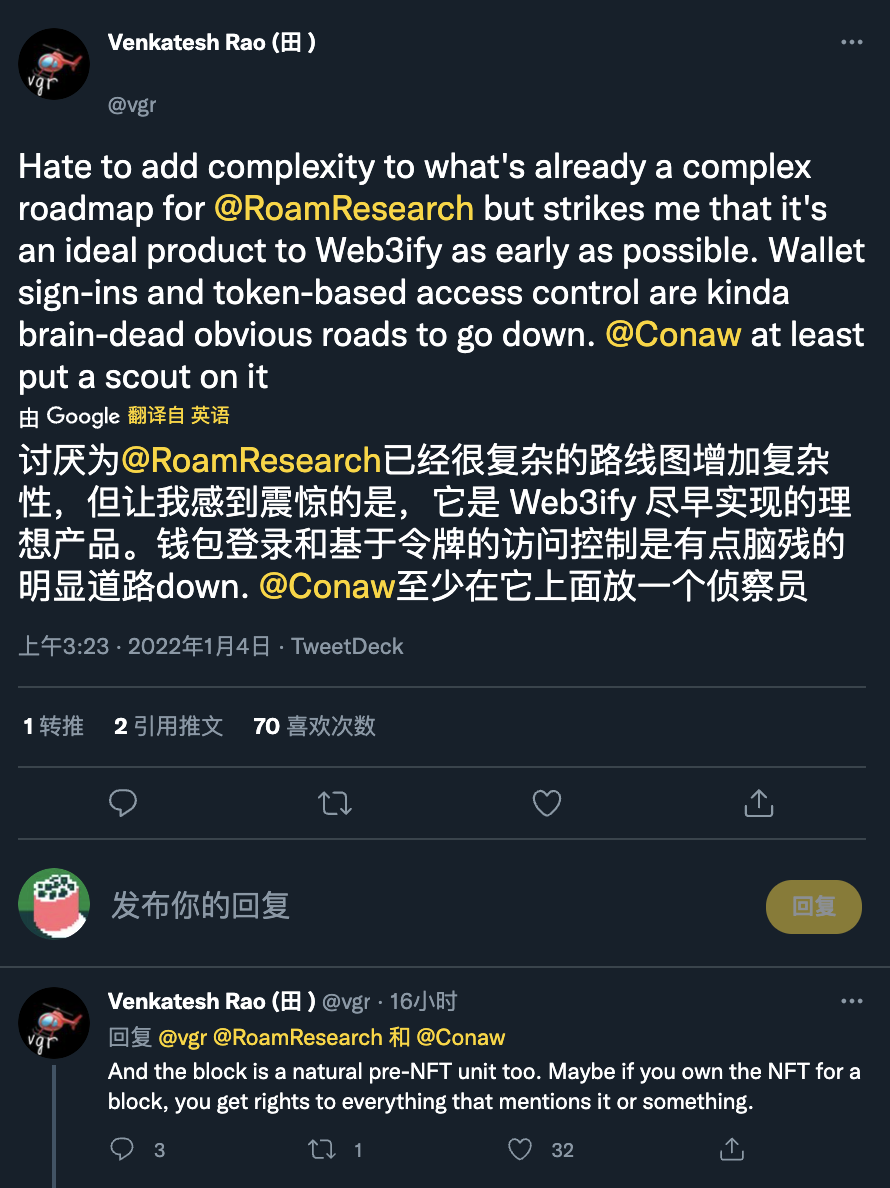 Venkatesh Rao (田 )
@vgr
vgr
Hate to add complexity to what's already a complex
roadmap for @RoamResearch but strikes me that it's
an ideal product to Web3ify as early as possible. Wallet
sign-ins and token-based access control are kinda
brain-dead obvious roads to go down. @Conaw at least
put a scout on it
由 Google 翻译自 英语
讨厌为@RoamResearch已经很复杂的路线图增加复杂
性，但让我感到震惊的是，它是 Web3ify 尽早实现的理
想产品。钱包登录和基于令牌的访问控制是有点脑残的
明显道路down. @Conaw至少在它上面放一个侦察员
上午3:23 · 2022年1月4日 · TweetDeck
1 转推 2 引用推文 70 喜欢次数
发布你的回复
回复
Venkatesh Rao (田 ) @vgr · 16小时
vgr
回复 @vgr @RoamResearch 和 @Conaw
And the block is a natural pre-NFT unit too. Maybe if you own the NFT for a
block, you get rights to everything that mentions it or something.
3 1 32